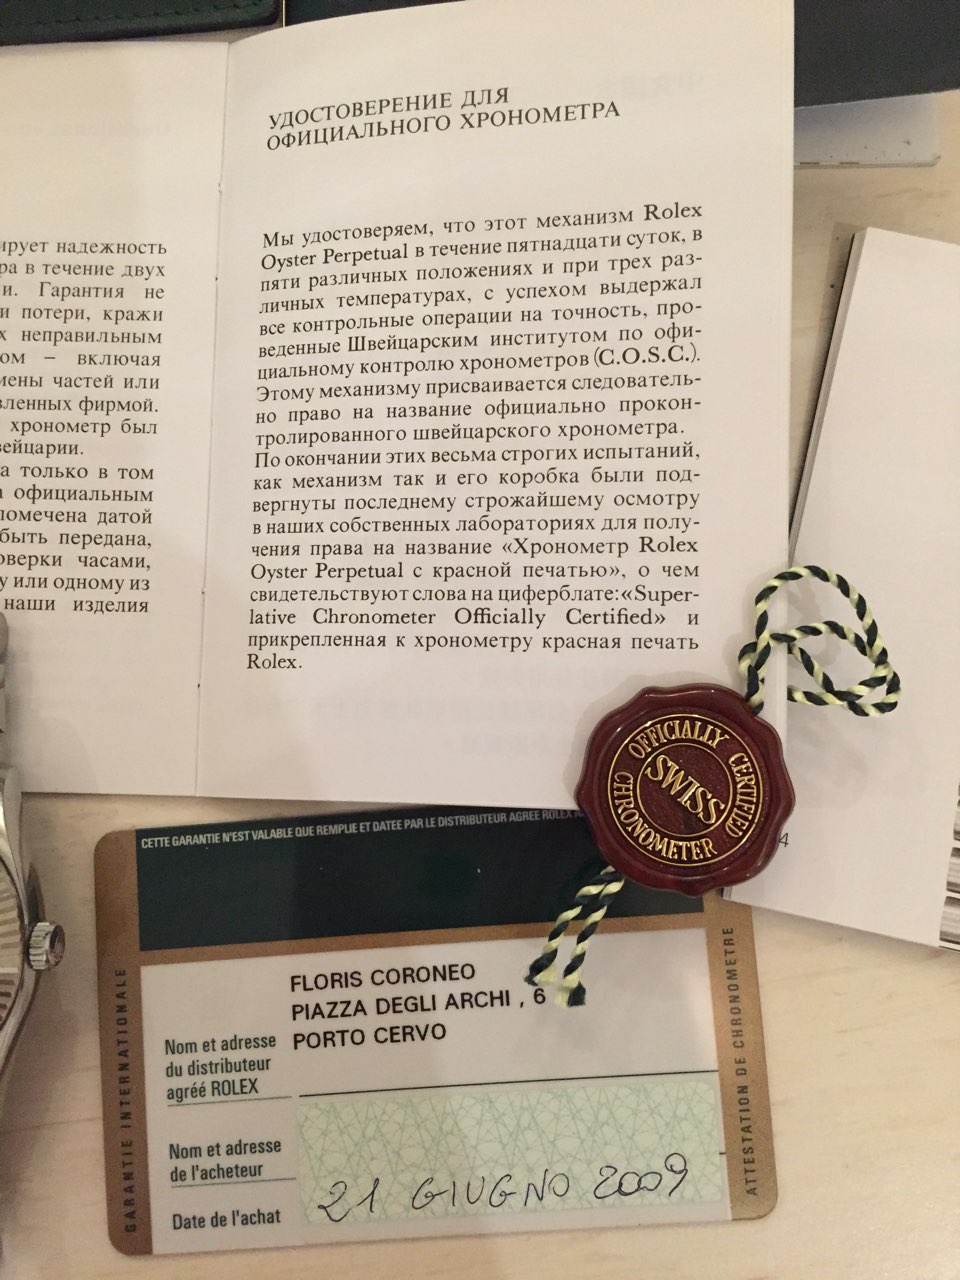 УДОСТОВЕРЕНИЕ ДЛЯ
ОФИЦИАЛЬНОГО ХРОНОМЕТРА
надежность
ра в течение двух
и. Гарантия не
и потери, кражи
х неправильным
ом – включая
мены частей или
вленных фирмой.
хронометр был
вейцарии.
а только в том
а официальным
помечена датой
быть передана,
оверки часами,
у или одному из
наши изделия
Мы удостоверяем, что этот механизм Rolex
Oyster Perpetual в течение пятнадцати суток, в
пяти различных положениях и при трех раз-
личных температурах, с успехом выдержал
все контрольные операции на точность, про-
веденные Швейцарским институтом по офи-
циальному контролю хронометров (C.O.S.C.).
Этому механизму присваивается следователь-
но право на название официально прокон-
тролированного швейцарского хронометра.
По окончании этих весьма строгих испытаний,
как механизм так и его коробка были под-
вергнуты последнему строжайшему осмотру
в наших собственных лабораториях для полу-
чения права на название «Хронометр Rolex
Oyster Perpetual с красной печатью», о чем
свидетельствуют слова на циферблате:«Super-
lative Chronometer Officially Certified» и
прикрепленная к хронометру красная печать
Rolex.
OFFICIALLY CERTIFIED
SWISS
CHRONOMETER
4
CETTE GARANTIE N'EST VALABLE QUE REMPLIE ET DATEE PAR LE DISTRIBUTEUR AGREE ROLEX
GARANTIE INTERNATIONALE
FLORIS CORONEO
PIAZZA DEGLI ARCHI , 6
PORTO CERVO
Nom et adresse
du distributeur
agréé ROLEX
Nom et adresse
de l'acheteur
Date de l'achat
21 GIUGNO 2009
ATTESTATION DE CHRONOMETRE